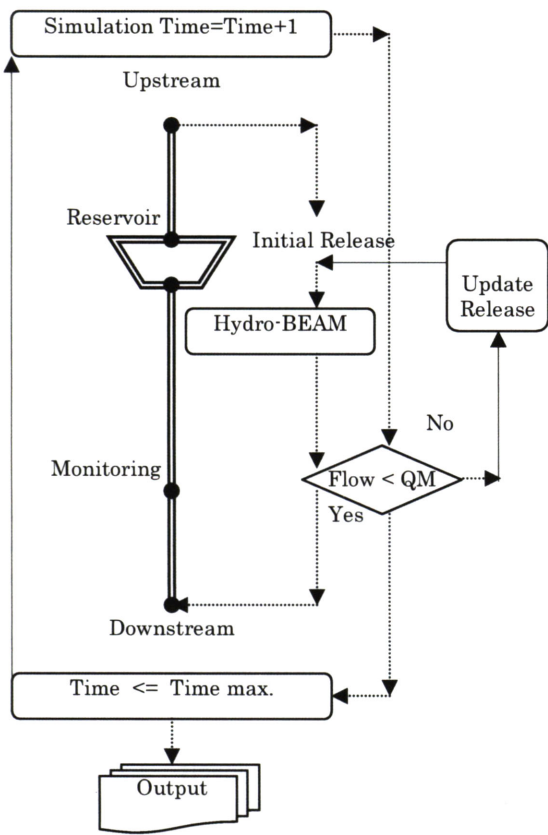 Simulation Time=Time+1
Upstream
Reservoir
Initial Release
Update
Release
Hydro-BEAM
No
Monitoring
Flow < QM
Yes
Downstream
Time <= Time max.
Output